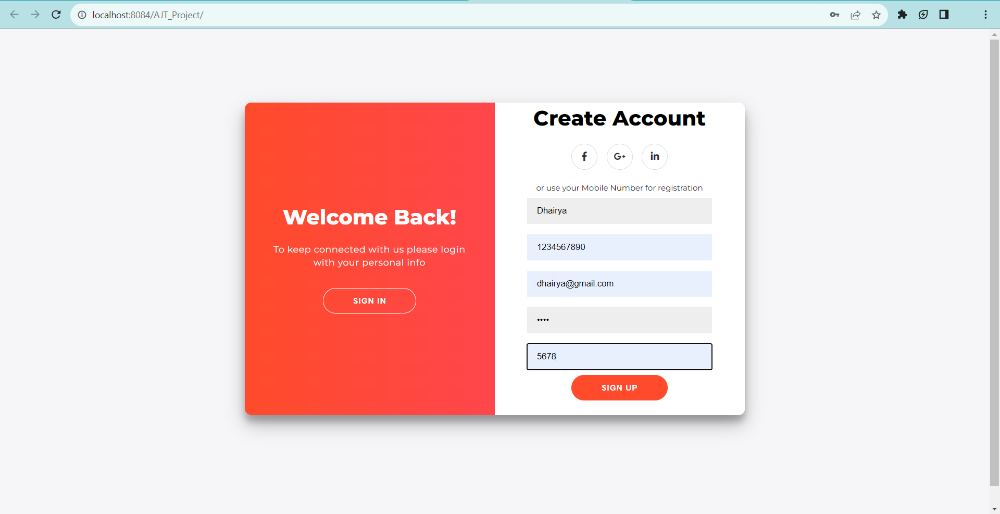 localhost:8084/AJT_Project/
Welcome Back!
To keep connected with us please login
with your personal info
SIGN IN
Create Account
f
G+
in
or use your Mobile Number for registration
Dhairya
1234567890
dhairya@gmail.com
••••
5678
SIGN UP